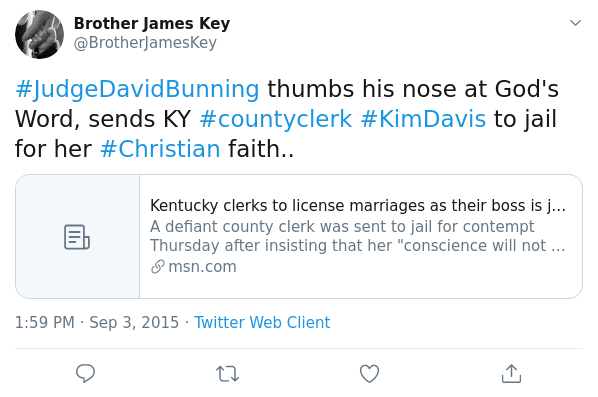 Brother James Key
@BrotherJamesKey
#JudgeDavidBunning thumbs his nose at God's
Word, sends KY #countyclerk #KimDavis to jail
for her #Christian faith..
Kentucky clerks to license marriages as their boss is j...
A defiant county clerk was sent to jail for contempt
Thursday after insisting that her "conscience will not ...
msn.com
1:59 PM · Sep 3, 2015 · Twitter Web Client